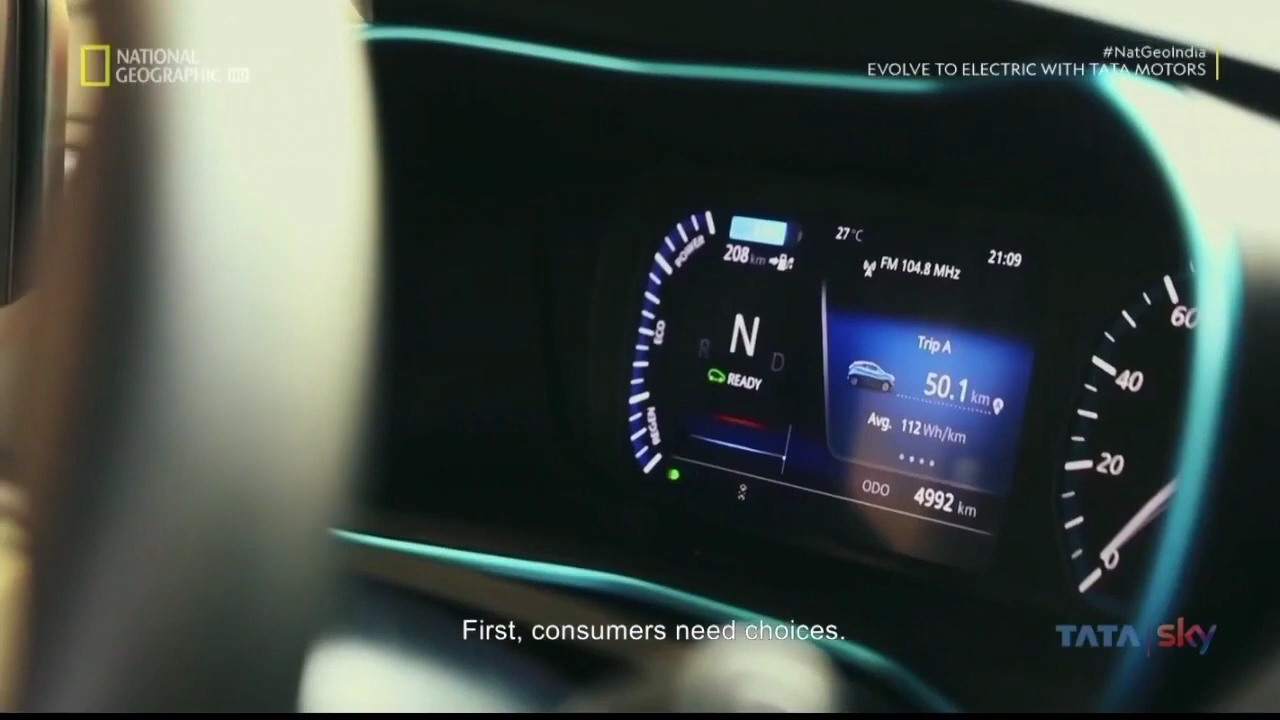 NATIONAL
GEOGRAPHIC HD
#NatGeoIndia
EVOLVE TO ELECTRIC WITH TATA MOTORS
POWER
ECO
REGEN
208 km
27°C
FM 104.8 MHz
21:09
N
R
D
READY
Trip A
50.1 km
Avg. 112 Wh/km
ODO 4992 km
60
40
20
0
First, consumers need choices.
TATA sky